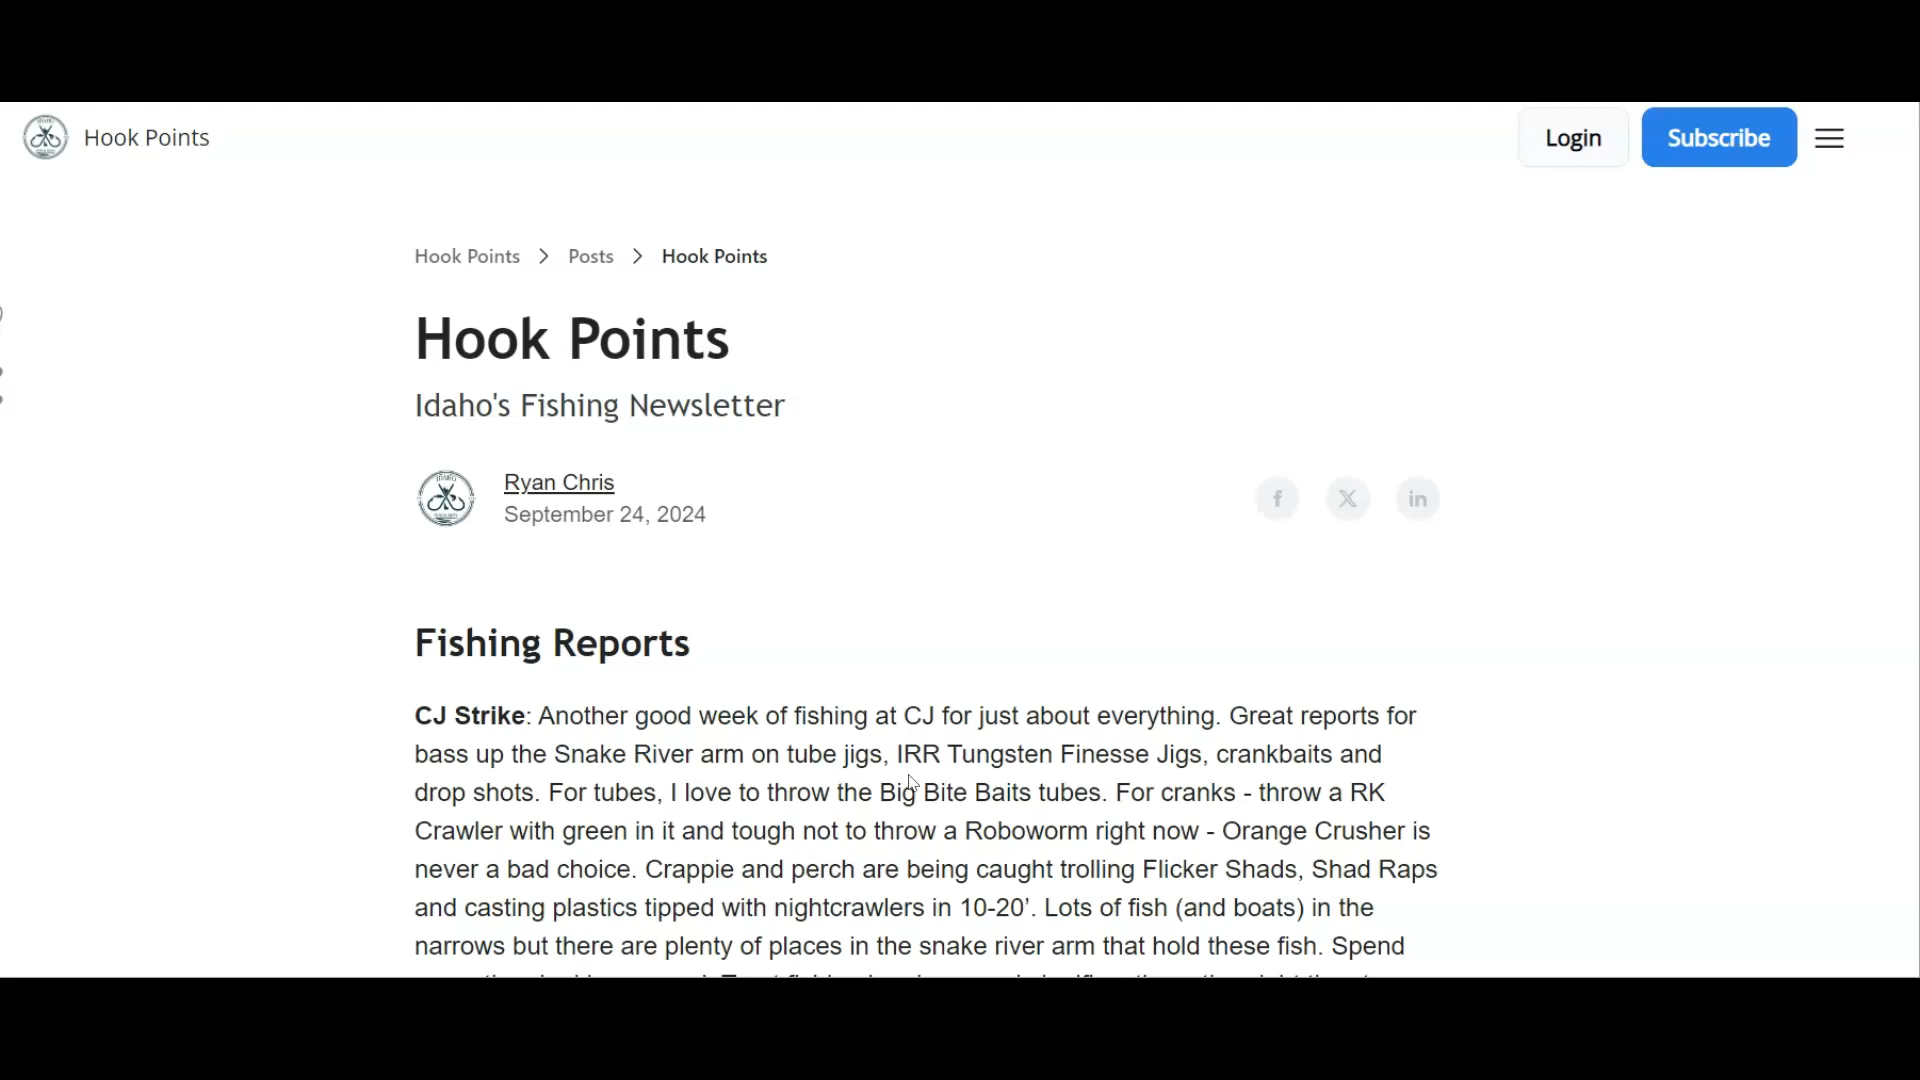 Hook Points
Login
Subscribe
Hook Points > Posts > Hook Points
Hook Points
Idaho's Fishing Newsletter
Ryan Chris
September 24, 2024
Fishing Reports
CJ Strike: Another good week of fishing at CJ for just about everything. Great reports for
bass up the Snake River arm on tube jigs, IRR Tungsten Finesse Jigs, crankbaits and
drop shots. For tubes, I love to throw the Big Bite Baits tubes. For cranks - throw a RK
Crawler with green in it and tough not to throw a Roboworm right now - Orange Crusher is
never a bad choice. Crappie and perch are being caught trolling Flicker Shads, Shad Raps
and casting plastics tipped with nightcrawlers in 10-20’. Lots of fish (and boats) in the
narrows but there are plenty of places in the snake river arm that hold these fish. Spend